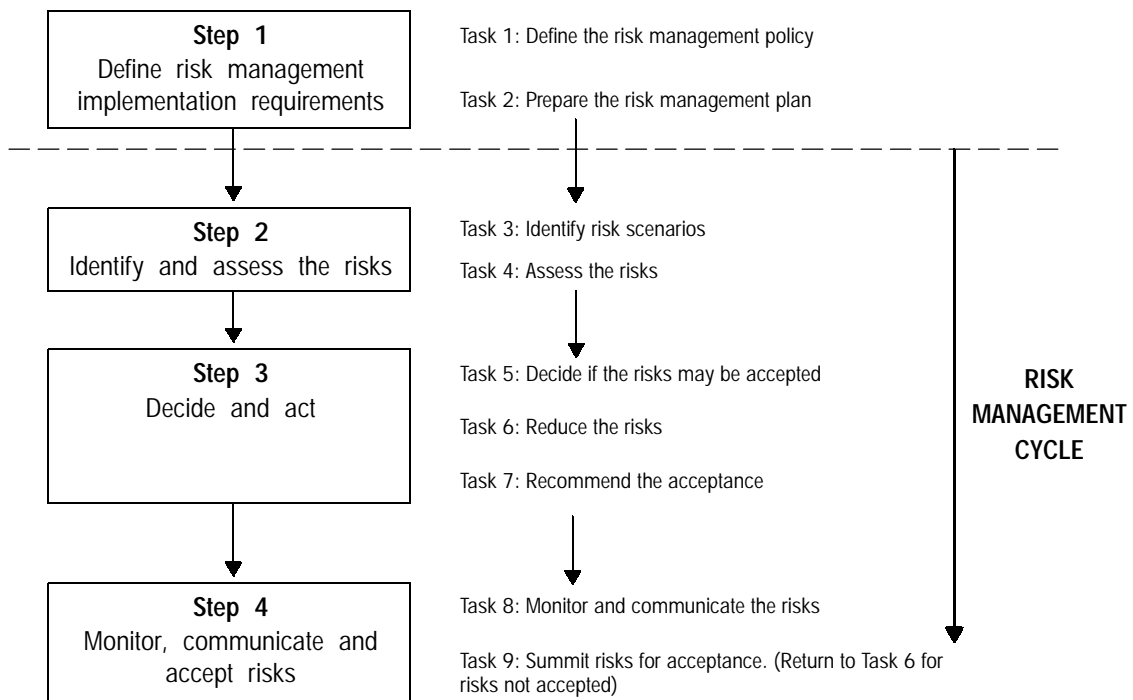 Step 1
Define risk management
implementation requirements
Task 1: Define the risk management policy
Task 2: Prepare the risk management plan
Step 2
Identify and assess the risks
Task 3: Identify risk scenarios
Task 4: Assess the risks
Step 3
Decide and act
Task 5: Decide if the risks may be accepted
Task 6: Reduce the risks
Task 7: Recommend the acceptance
RISK
MANAGEMENT
CYCLE
Step 4
Monitor, communicate and
accept risks
Task 8: Monitor and communicate the risks
Task 9: Summit risks for acceptance. (Return to Task 6 for
risks not accepted)